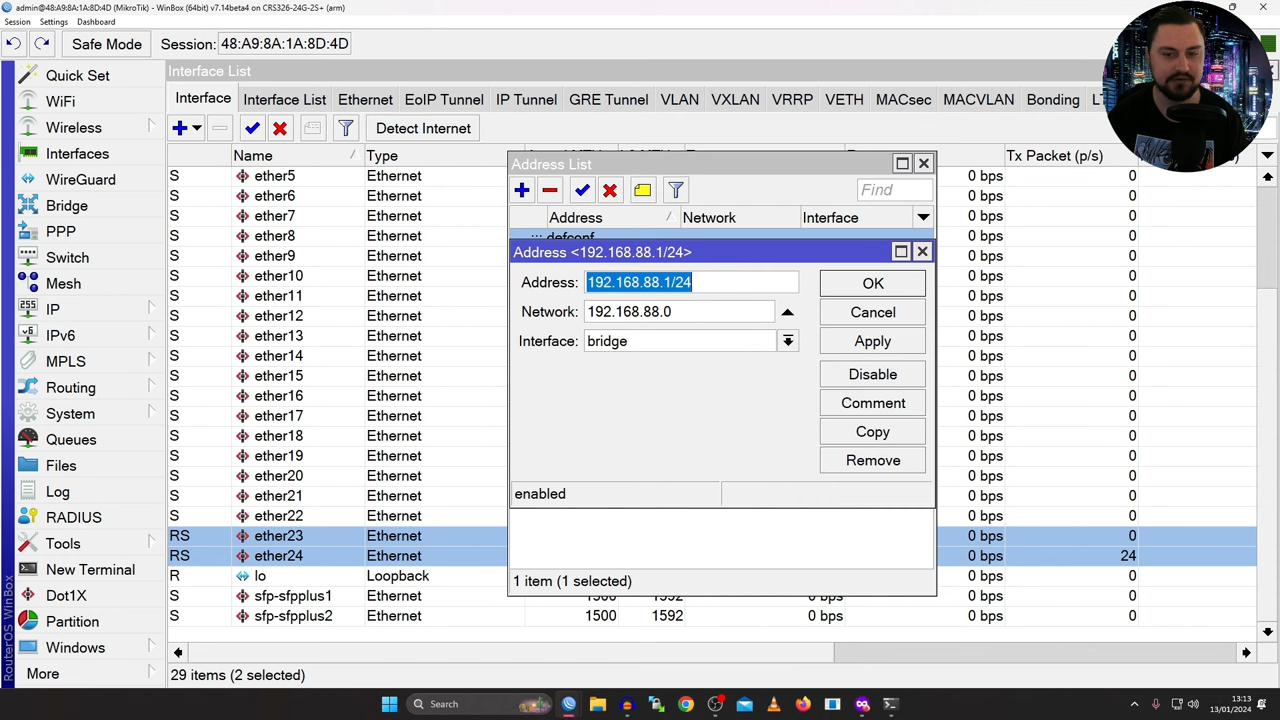 admin@48:A9:8A:1A:8D:4D (MikroTik) - WinBox (64bit) v7.14beta4 on CRS326-24G-2S+ (arm)
Session Settings Dashboard
Safe Mode Session: 48:A9:8A:1A:8D:4D
Quick Set
WiFi
Wireless
Interfaces
WireGuard
Bridge
PPP
Switch
Mesh
IP
IPv6
MPLS
Routing
System
Queues
Files
Log
RADIUS
Tools
New Terminal
Dot1X
Partition
Windows
More
RouterOS WinBox
Interface List
Interface Interface List Ethernet EoIP Tunnel IP Tunnel GRE Tunnel VLAN VXLAN VRRP VETH MACsec MACVLAN Bonding
Detect Internet
Name Type Tx Packet (p/s)
S ether5 Ethernet 0 bps 0
S ether6 Ethernet 0 bps 0
S ether7 Ethernet 0 bps 0
S ether8 Ethernet 0 bps 0
S ether9 Ethernet 0 bps 0
S ether10 Ethernet 0 bps 0
S ether11 Ethernet 0 bps 0
S ether12 Ethernet 0 bps 0
S ether13 Ethernet 0 bps 0
S ether14 Ethernet 0 bps 0
S ether15 Ethernet 0 bps 0
S ether16 Ethernet 0 bps 0
S ether17 Ethernet 0 bps 0
S ether18 Ethernet 0 bps 0
S ether19 Ethernet 0 bps 0
S ether20 Ethernet 0 bps 0
S ether21 Ethernet 0 bps 0
S ether22 Ethernet 0 bps 0
RS ether23 Ethernet 0 bps 0
RS ether24 Ethernet 0 bps 24
R lo Loopback 0 bps 0
S sfp-sfpplus1 Ethernet 1500 1592 0 bps 0 bps 0
S sfp-sfpplus2 Ethernet 1500 1592 0 bps 0 bps 0
29 items (2 selected)
Address List
Find
Address Network Interface
::: defconf
Address <192.168.88.1/24>
Address: 192.168.88.1/24
Network: 192.168.88.0
Interface: bridge
OK
Cancel
Apply
Disable
Comment
Copy
Remove
enabled
1 item (1 selected)
Search
13:13
13/01/2024